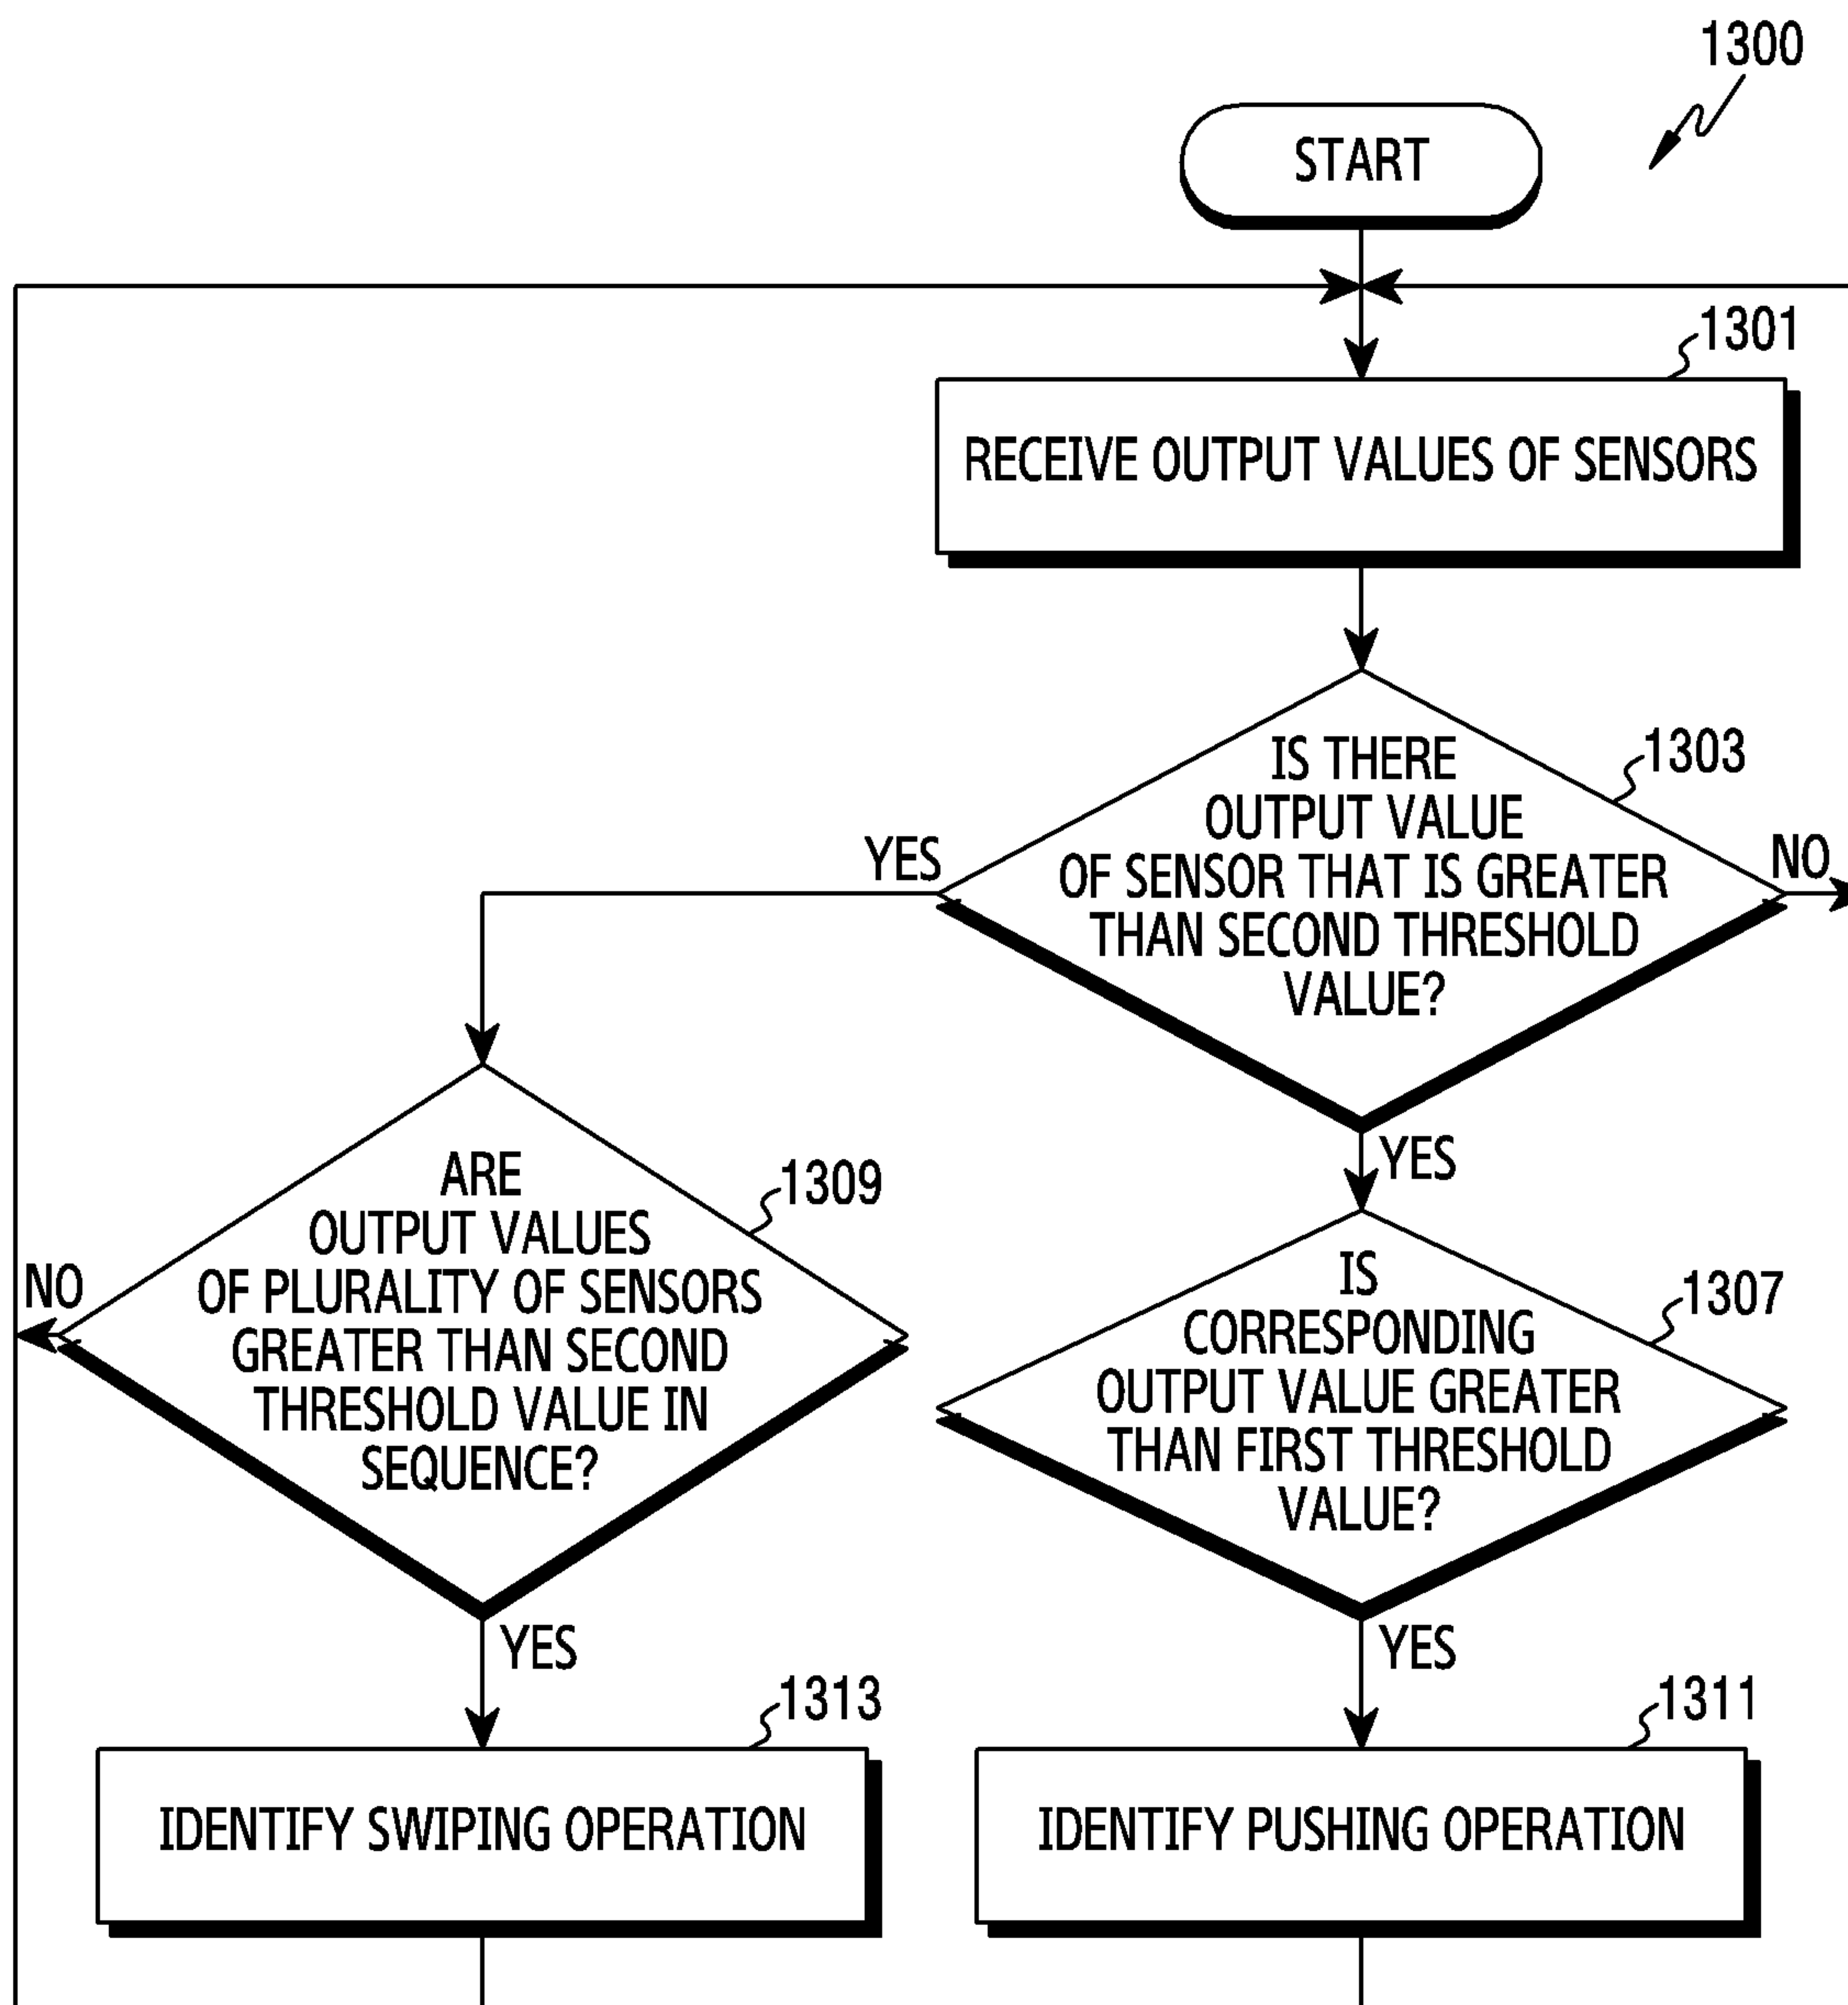 1300
START
1301
RECEIVE OUTPUT VALUES OF SENSORS
1303
IS THERE
OUTPUT VALUE
OF SENSOR THAT IS GREATER
THAN SECOND THRESHOLD
VALUE?
YES
NO
YES
1309
ARE
OUTPUT VALUES
OF PLURALITY OF SENSORS
GREATER THAN SECOND
THRESHOLD VALUE IN
SEQUENCE?
NO
YES
1307
IS
CORRESPONDING
OUTPUT VALUE GREATER
THAN FIRST THRESHOLD
VALUE?
YES
1313
IDENTIFY SWIPING OPERATION
1311
IDENTIFY PUSHING OPERATION